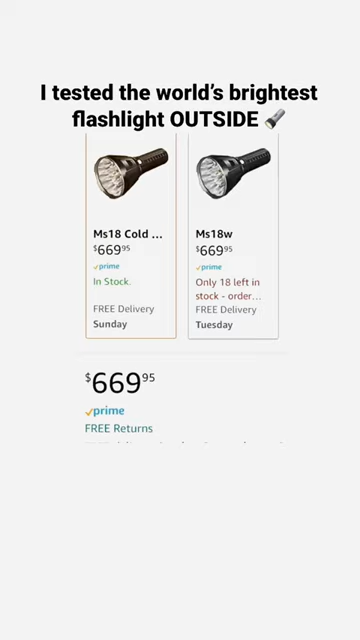 I tested the world’s brightest
flashlight OUTSIDE
Ms18 Cold ...
$669.95
prime
In Stock.
FREE Delivery
Sunday
Ms18w
$669.95
prime
Only 18 left in
stock - order...
FREE Delivery
Tuesday
$669.95
prime
FREE Returns